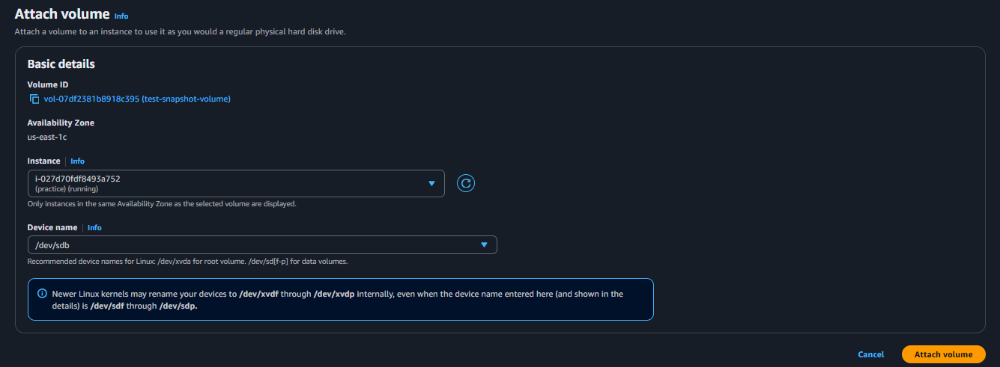 Attach volume Info
Attach a volume to an instance to use it as you would a regular physical hard disk drive.
Basic details
Volume ID
vol-07df2381b8918c395 (test-snapshot-volume)
Availability Zone
us-east-1c
Instance Info
i-027d70fdf8493a752
(practice) (running)
Only instances in the same Availability Zone as the selected volume are displayed.
Device name Info
/dev/sdb
Recommended device names for Linux: /dev/xvda for root volume. /dev/sd[f-p] for data volumes.
Newer Linux kernels may rename your devices to /dev/xvdf through /dev/xvdp internally, even when the device name entered here (and shown in the
details) is /dev/sdf through /dev/sdp.
Cancel Attach volume